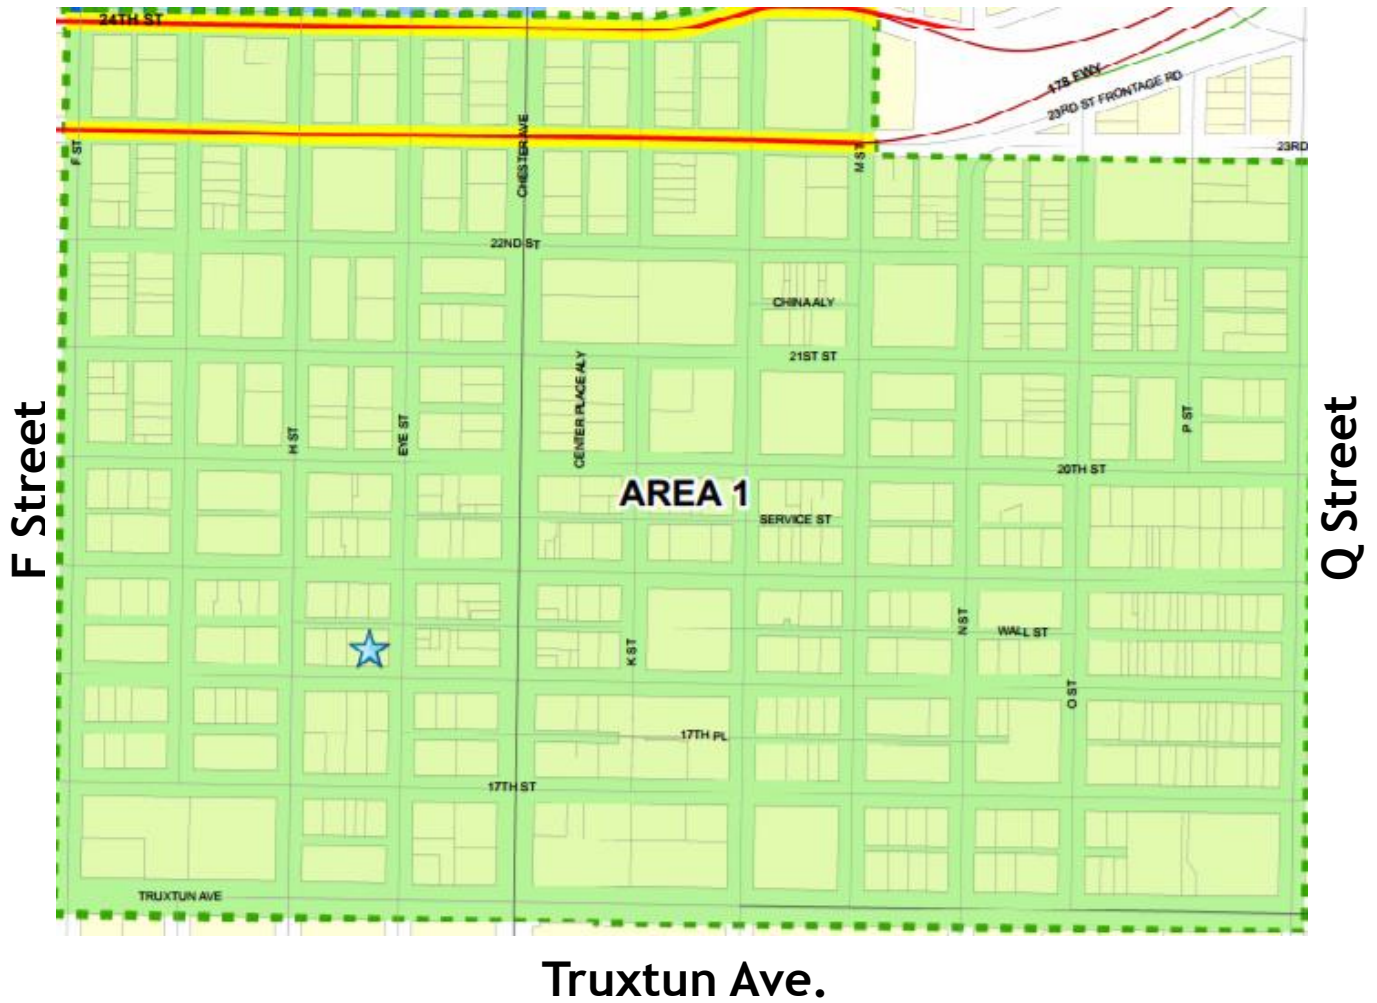 24TH ST
178 FWY
23RD ST FRONTAGE RD
CHESTER AVE
F ST
M ST
23RD
22ND ST
CHINA ALY
21ST ST
CENTER PLACE ALY
H ST
EYE ST
P ST
F Street
Q Street
20TH ST
AREA 1
SERVICE ST
K ST
N ST
WALL ST
O ST
17TH PL
17TH ST
TRUXTUN AVE
Truxtun Ave.